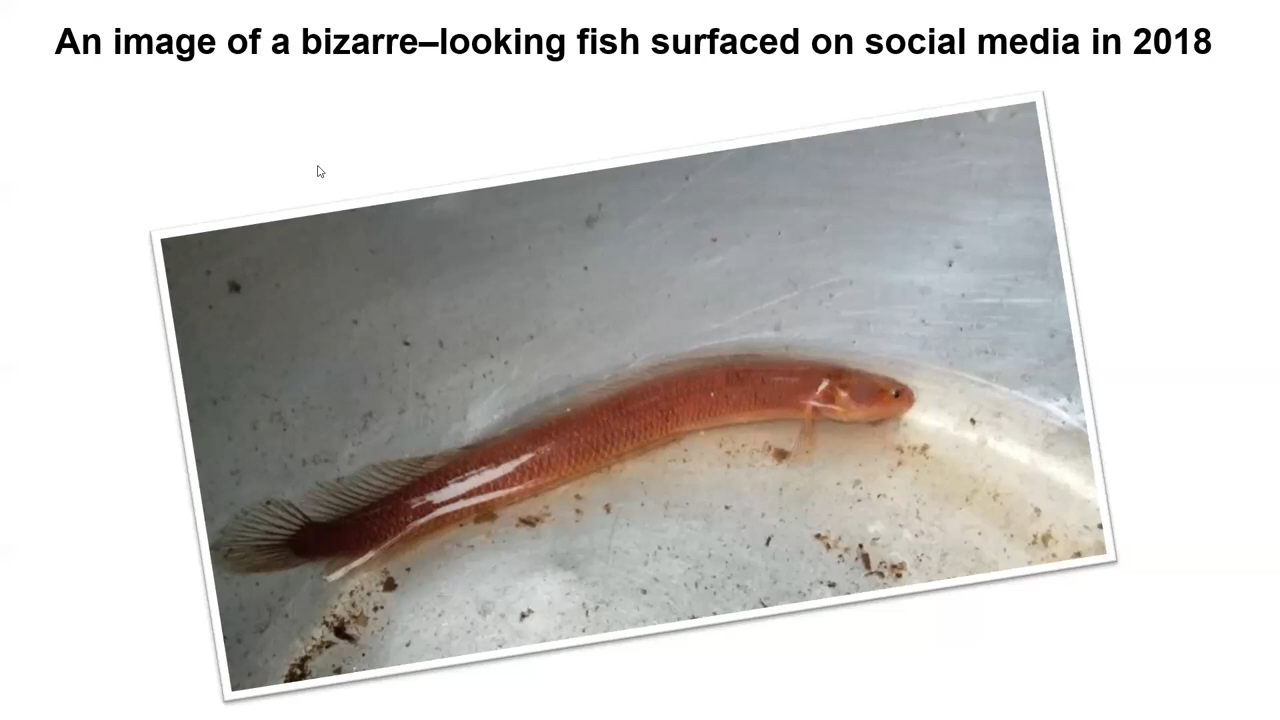 An image of a bizarre–looking fish surfaced on social media in 2018